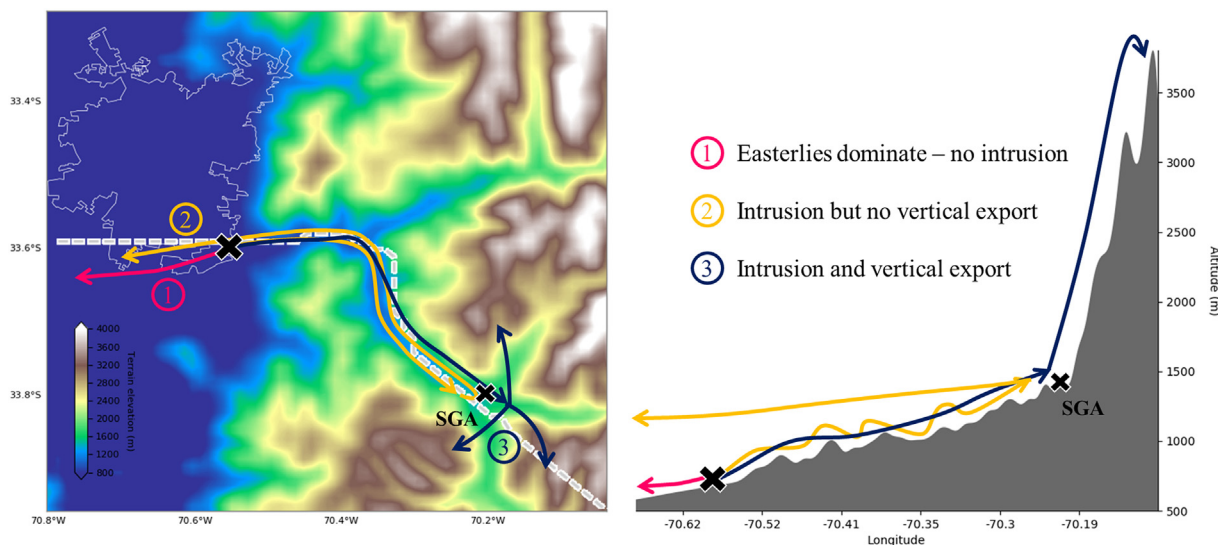 33.4°S
33.6°S
33.8°S
70.8°W
70.6°W
70.4°W
70.2°W
2
1
SGA
3
4000
3600
3200
2800
2400
2000
1600
1200
800
Terrain elevation (m)
1 Easterlies dominate – no intrusion
2 Intrusion but no vertical export
3 Intrusion and vertical export
SGA
3500
3000
2500
2000
1500
1000
500
Altitude (m)
-70.62
-70.52
-70.41
-70.35
-70.3
-70.19
Longitude